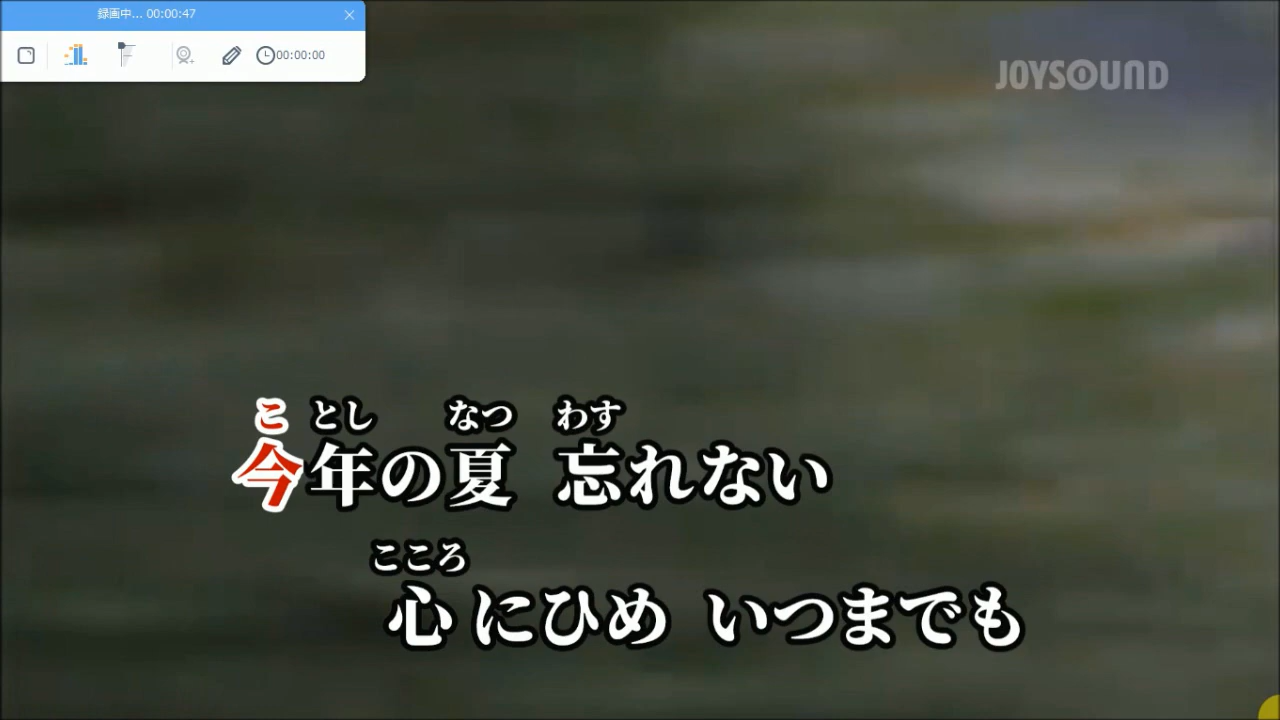 録画中... 00:00:47
00:00:00
JOYSOUND
ことし なつ わす
今年の夏 忘れない
こころ
心にひめ いつまでも